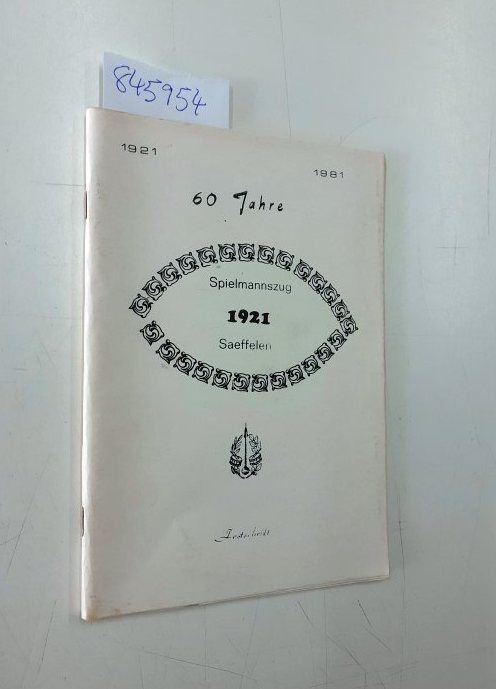 845954
1921
1981
60 Jahre
Spielmannszug
1921
Saeffelen
Festschrift